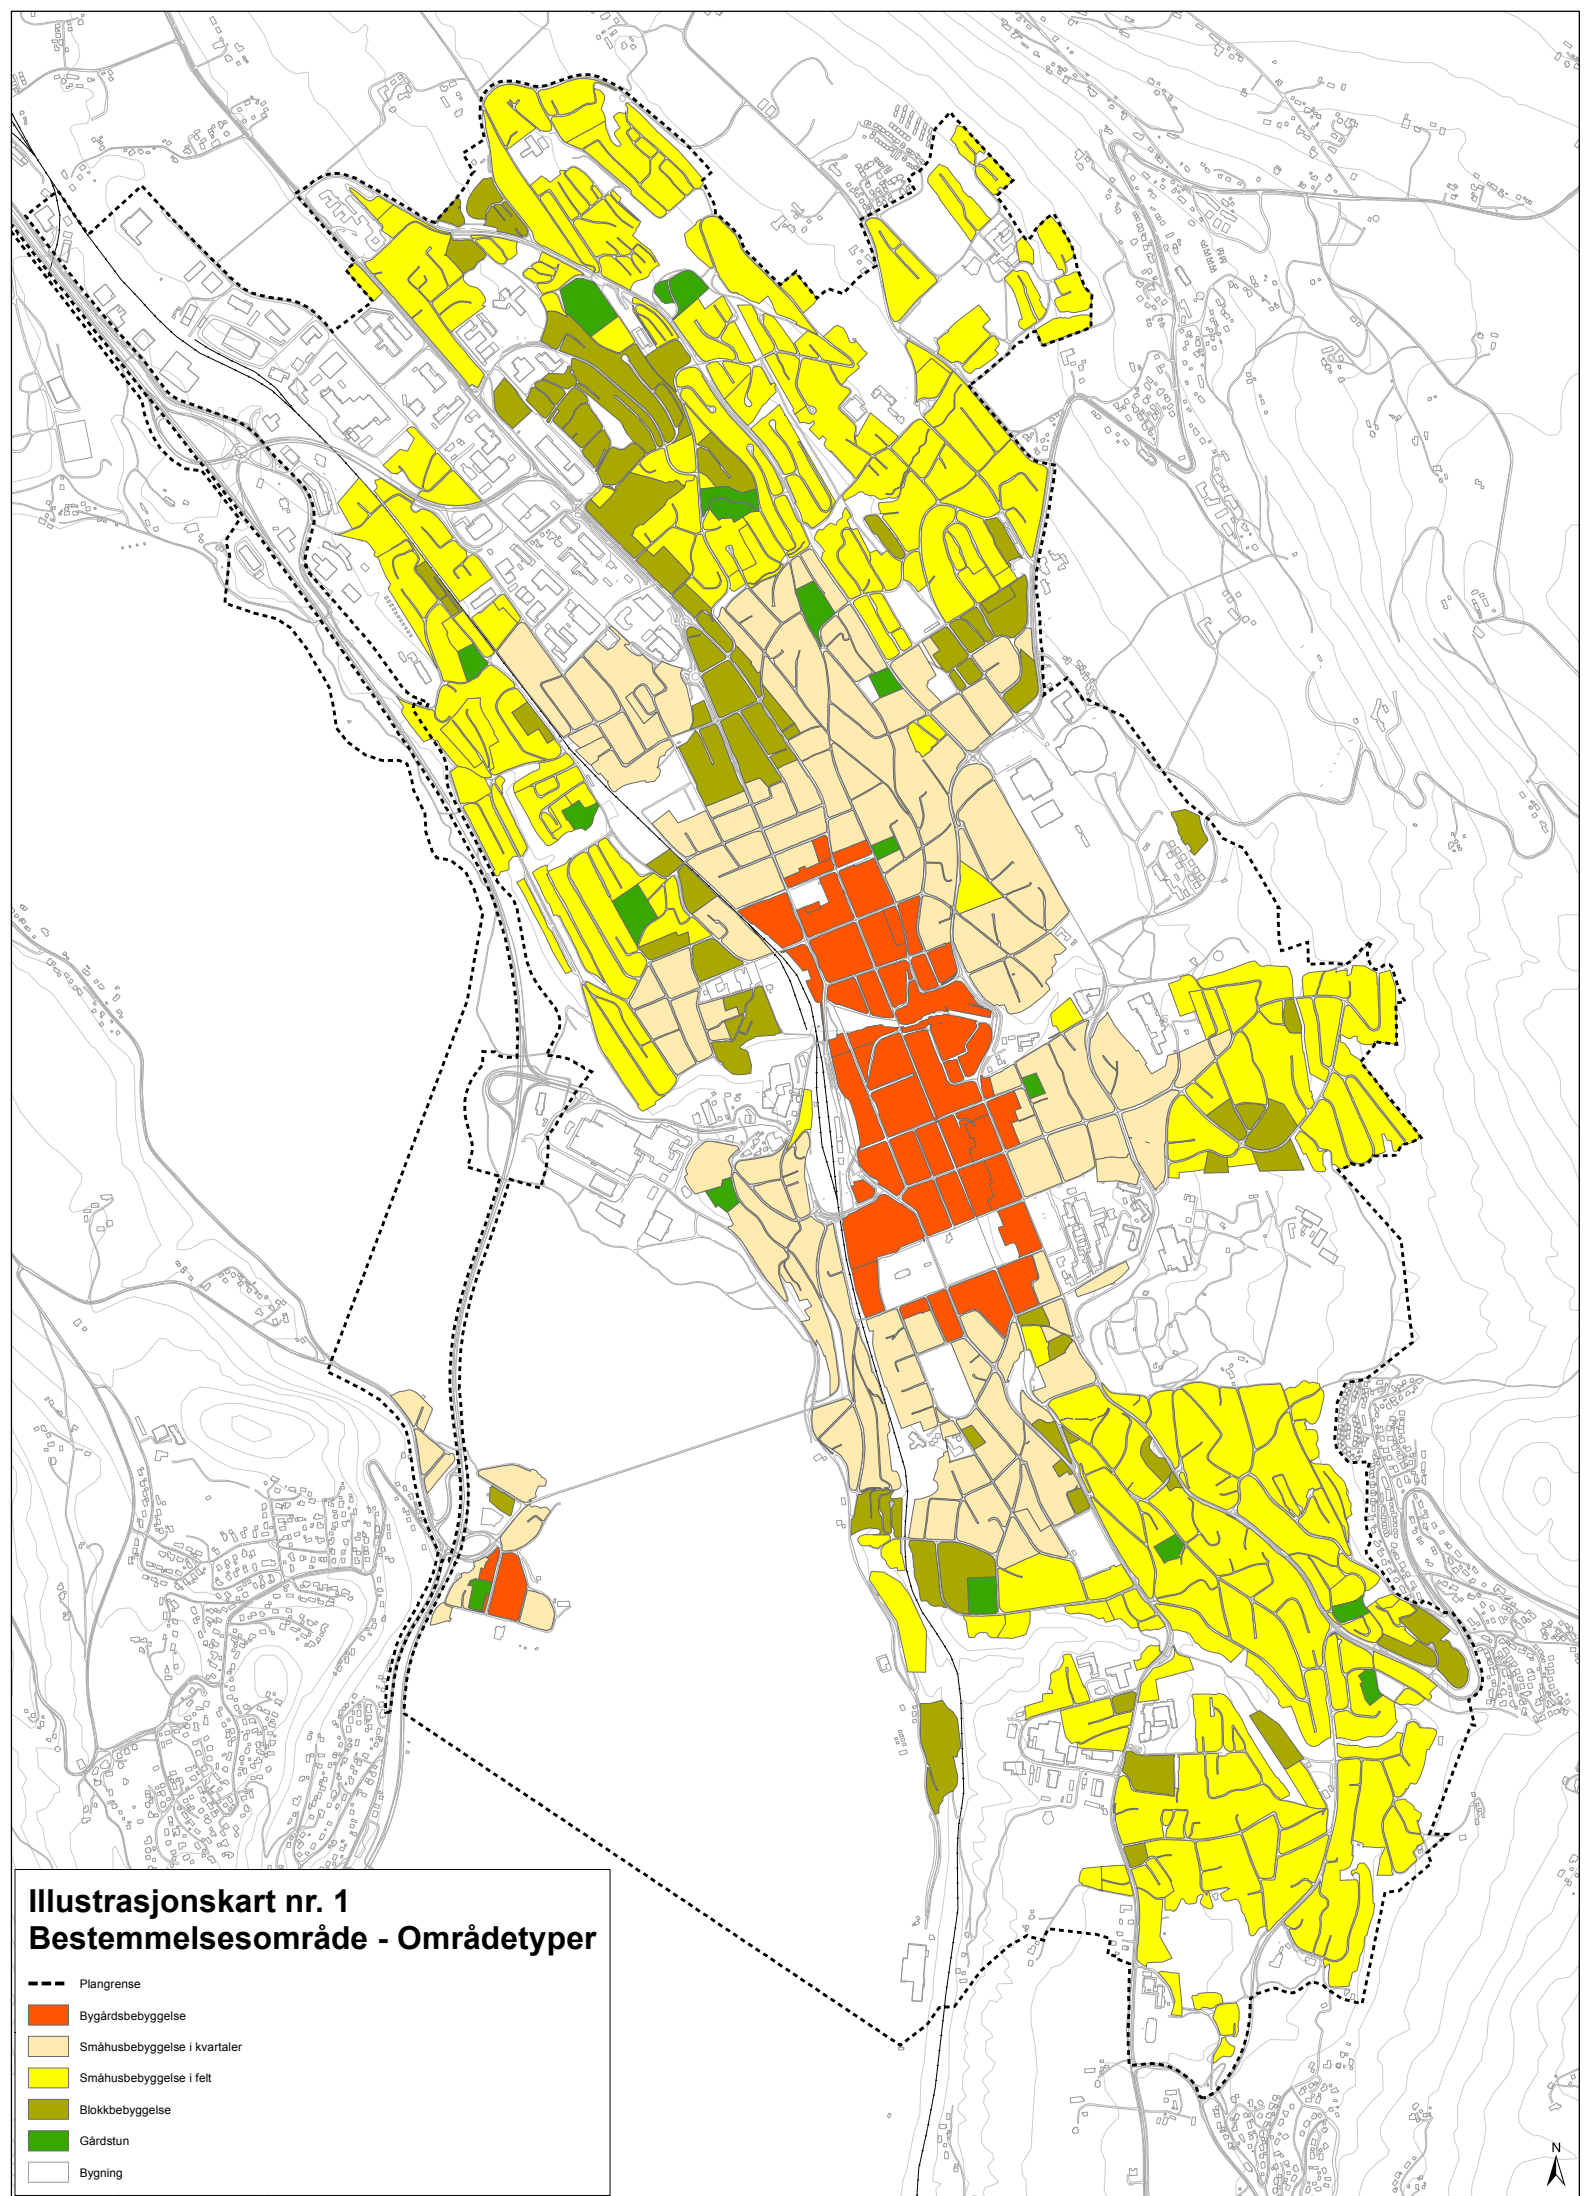 Illustrasjonskart nr. 1
Bestemmelsesområde - Områdetyper
Plangrense
Bygårdsbebyggelse
Småhusbebyggelse i kvartaler
Småhusbebyggelse i felt
Blokkbebyggelse
Gårdstun
Bygning
N